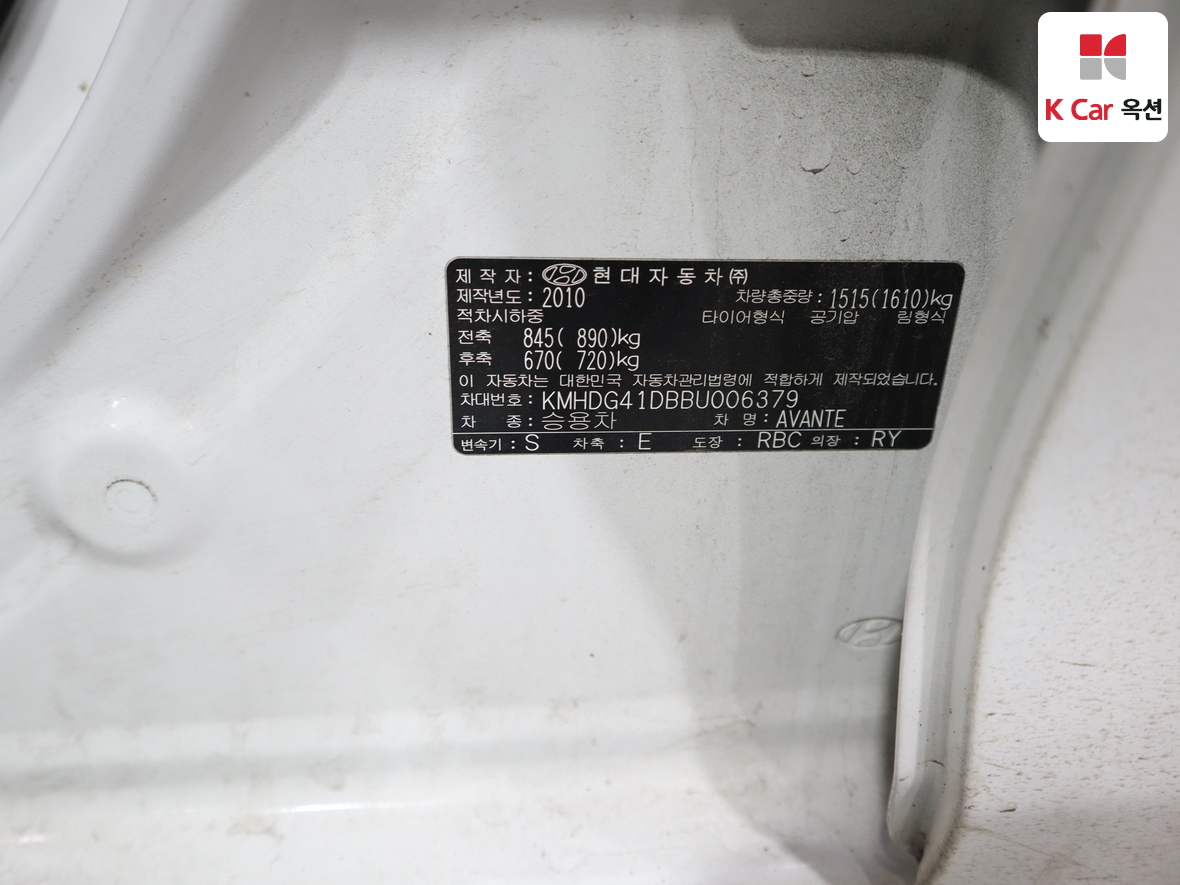 K Car 옥션
제 작 자 : 현 대 자 동 차 ㈜
제작년도 : 2010 차량총중량 : 1515(1610)kg
적차시하중 타이어형식 공기압 림형식
전축 845( 890)kg
후축 670( 720)kg
이 자동차는 대한민국 자동차관리법령에 적합하게 제작되었습니다.
차대번호 : KMHDG41DBBU006379
차 종 : 승용차 차 명 : AVANTE
변속기 : S 차축 : E 도장 : RBC 의장 : RY